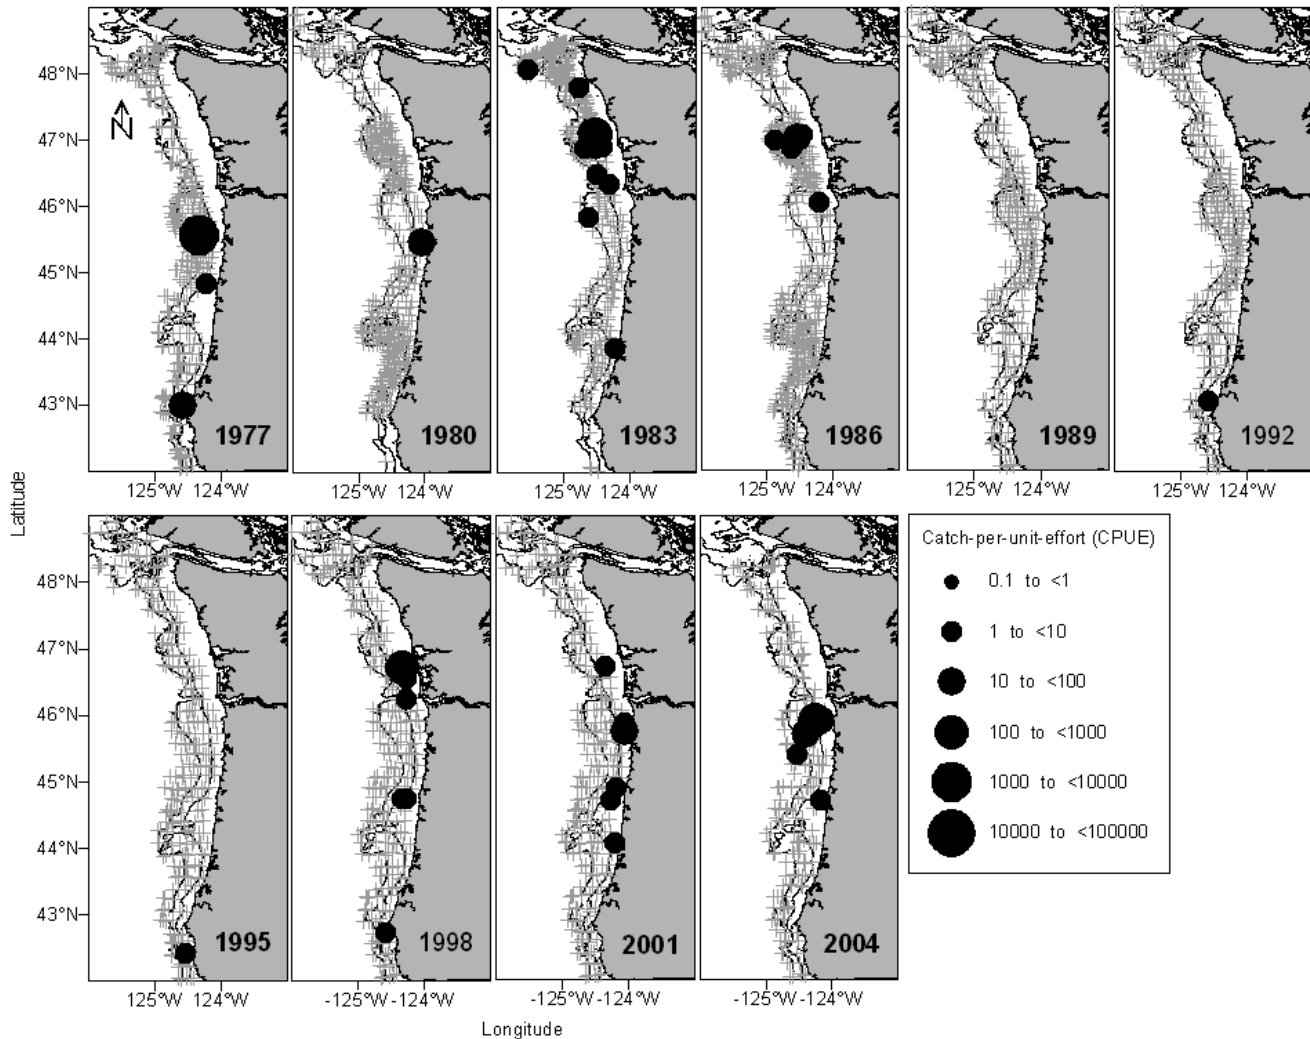 48°N
47°N
46°N
45°N
44°N
43°N
N
1977
1980
1983
1986
1989
1992
125°W 124°W
125°W 124°W
125°W 124°W
125°W 124°W
125°W 124°W
125°W 124°W
Latitude
48°N
47°N
46°N
45°N
44°N
43°N
1995
1998
2001
2004
125°W 124°W
125°W -124°W
-125°W -124°W
-125°W -124°W
Longitude
Catch-per-unit-effort (CPUE)
0.1 to <1
1 to <10
10 to <100
100 to <1000
1000 to <10000
10000 to <100000